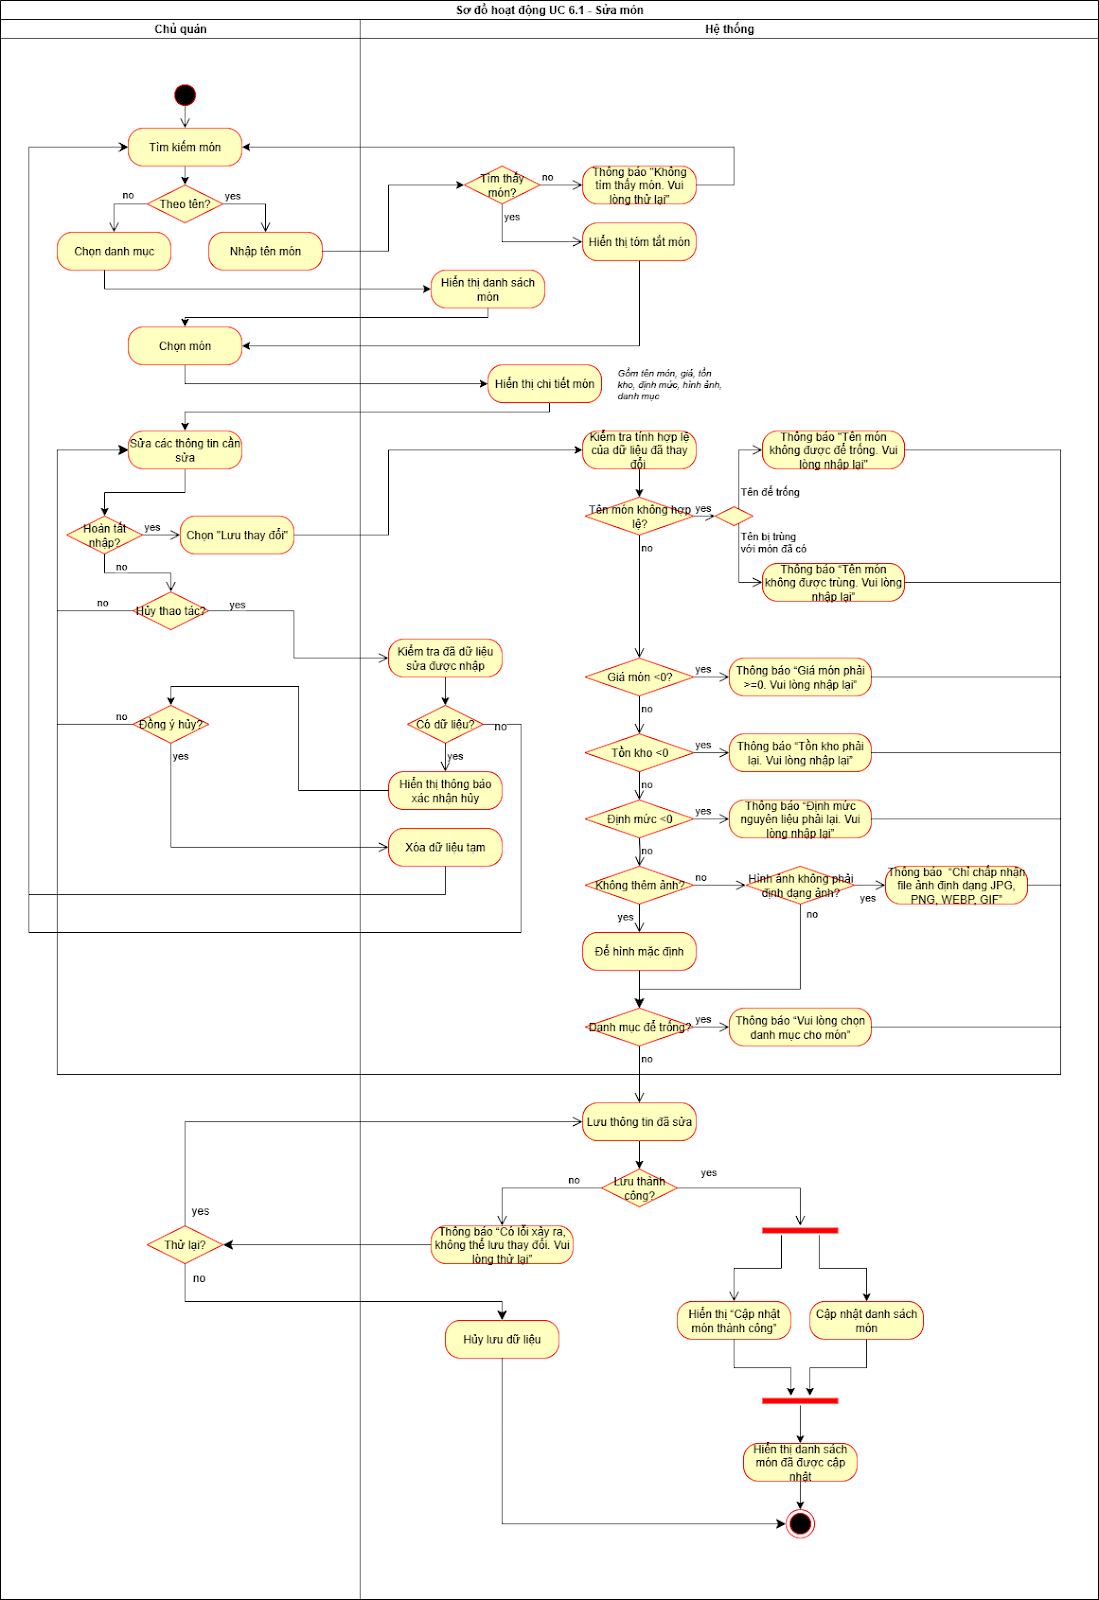 Sơ đồ hoạt động UC 6.1 - Sửa món
Chủ quán
Hệ thống
Tìm kiếm món
Theo tên?
no
yes
Chọn danh mục
Nhập tên món
Tìm thấy
món?
no
yes
Thông báo "Không
tìm thấy món. Vui
lòng thử lại"
Hiển thị tóm tắt món
Hiển thị danh sách
món
Chọn món
Hiển thị chi tiết món
Gồm tên món, giá, tồn
kho, định mức, hình ảnh,
danh mục
Sửa các thông tin cần
sửa
Hoàn tất
nhập?
yes
no
Chọn "Lưu thay đổi"
Hủy thao tác?
no
yes
Kiểm tra đã dữ liệu
sửa được nhập
Có dữ liệu?
no
yes
Hiển thị thông báo
xác nhận hủy
Đồng ý hủy?
no
yes
Xóa dữ liệu tạm
Kiểm tra tính hợp lệ
của dữ liệu đã thay
đổi
Tên món không hợp
lệ?
yes
no
Tên để trống
Tên bị trùng
với món đã có
Thông báo "Tên món
không được để trống. Vui
lòng nhập lại"
Thông báo “Tên món
không được trùng. Vui lòng
nhập lại”
Giá món <0?
yes
no
Thông báo “Giá món phải
>=0. Vui lòng nhập lại”
Tồn kho <0
yes
no
Thông báo “Tồn kho phải
lại. Vui lòng nhập lại”
Định mức <0
yes
no
Thông báo “Định mức
nguyên liệu phải lại. Vui
lòng nhập lại”
Không thêm ảnh?
no
yes
Hình ảnh không phải
định dạng ảnh?
yes
no
Thông báo “Chỉ chấp nhận
file ảnh định dạng JPG,
PNG, WEBP, GIF”
Để hình mặc định
Danh mục để trống?
yes
no
Thông báo “Vui lòng chọn
danh mục cho món”
Lưu thông tin đã sửa
Lưu thành
công?
no
yes
Thông báo “Có lỗi xảy ra,
không thể lưu thay đổi. Vui
lòng thử lại”
Thử lại?
yes
no
Hủy lưu dữ liệu
Hiển thị “Cập nhật
món thành công”
Cập nhật danh sách
món
Hiển thị danh sách
món đã được cập
nhật